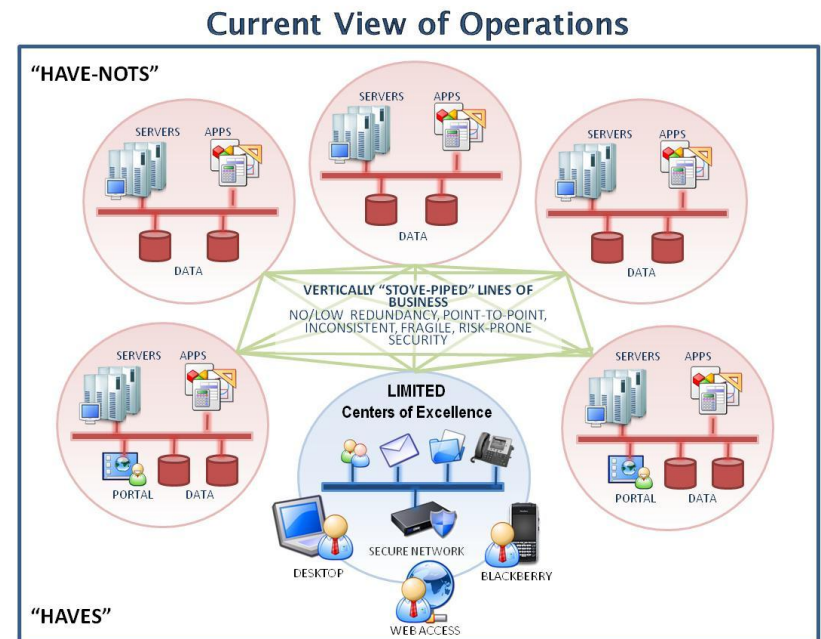 Current View of Operations
“HAVE-NOTS”
SERVERS APPS
DATA
SERVERS APPS
DATA
SERVERS APPS
DATA
VERTICALLY “STOVE-PIPED” LINES OF
BUSINESS
NO/LOW REDUNDANCY, POINT-TO-POINT,
INCONSISTENT, FRAGILE, RISK-PRONE
SECURITY
SERVERS APPS
PORTAL DATA
LIMITED
Centers of Excellence
SECURE NETWORK
DESKTOP
BLACKBERRY
WEB ACCESS
SERVERS APPS
PORTAL DATA
“HAVES”